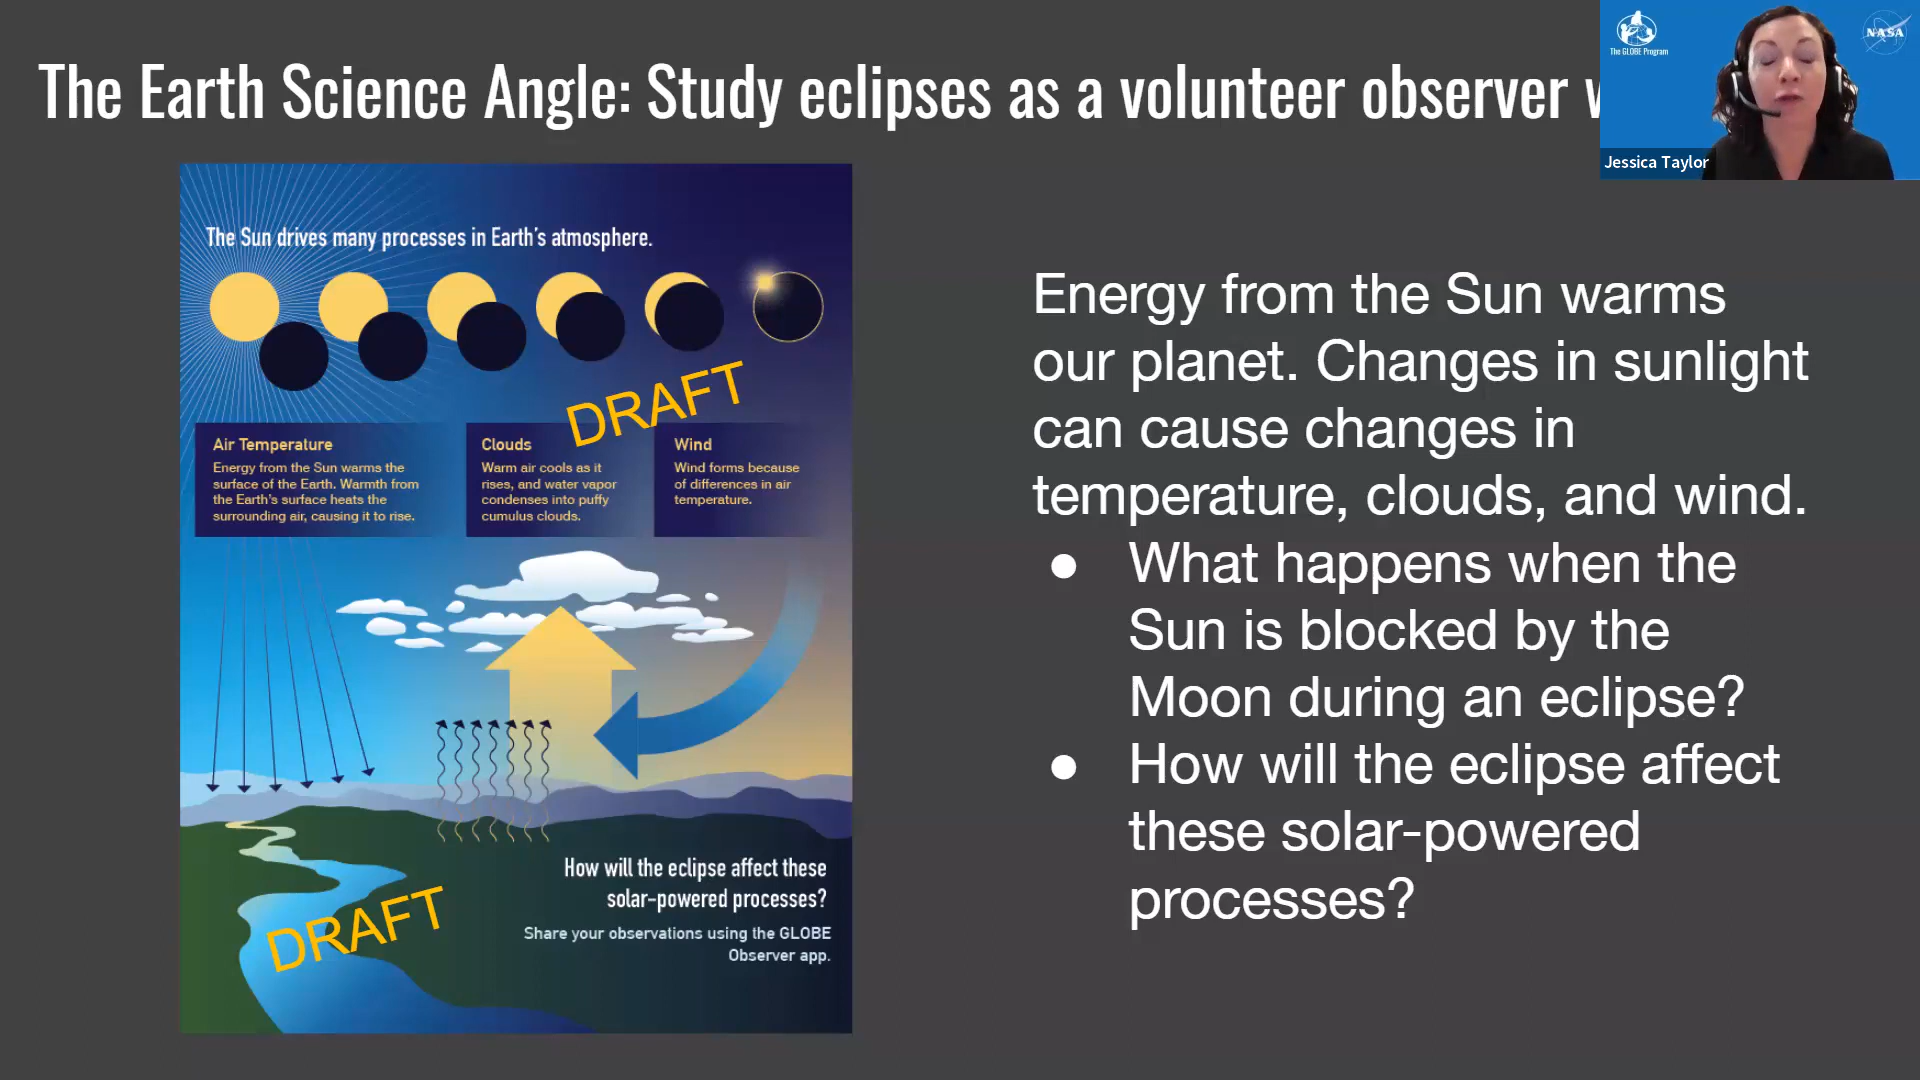 The Earth Science Angle: Study eclipses as a volunteer observer
The GLOBE Program
NASA
Jessica Taylor
The Sun drives many processes in Earth's atmosphere.
DRAFT
Air Temperature
Energy from the Sun warms the
surface of the Earth. Warmth from
the Earth's surface heats the
surrounding air, causing it to rise.
Clouds
Warm air cools as it
rises, and water vapor
condenses into puffy
cumulus clouds.
Wind
Wind forms because
of differences in air
temperature.
How will the eclipse affect these
solar-powered processes?
Share your observations using the GLOBE
Observer app.
DRAFT
Energy from the Sun warms
our planet. Changes in sunlight
can cause changes in
temperature, clouds, and wind.
● What happens when the
Sun is blocked by the
Moon during an eclipse?
● How will the eclipse affect
these solar-powered
processes?